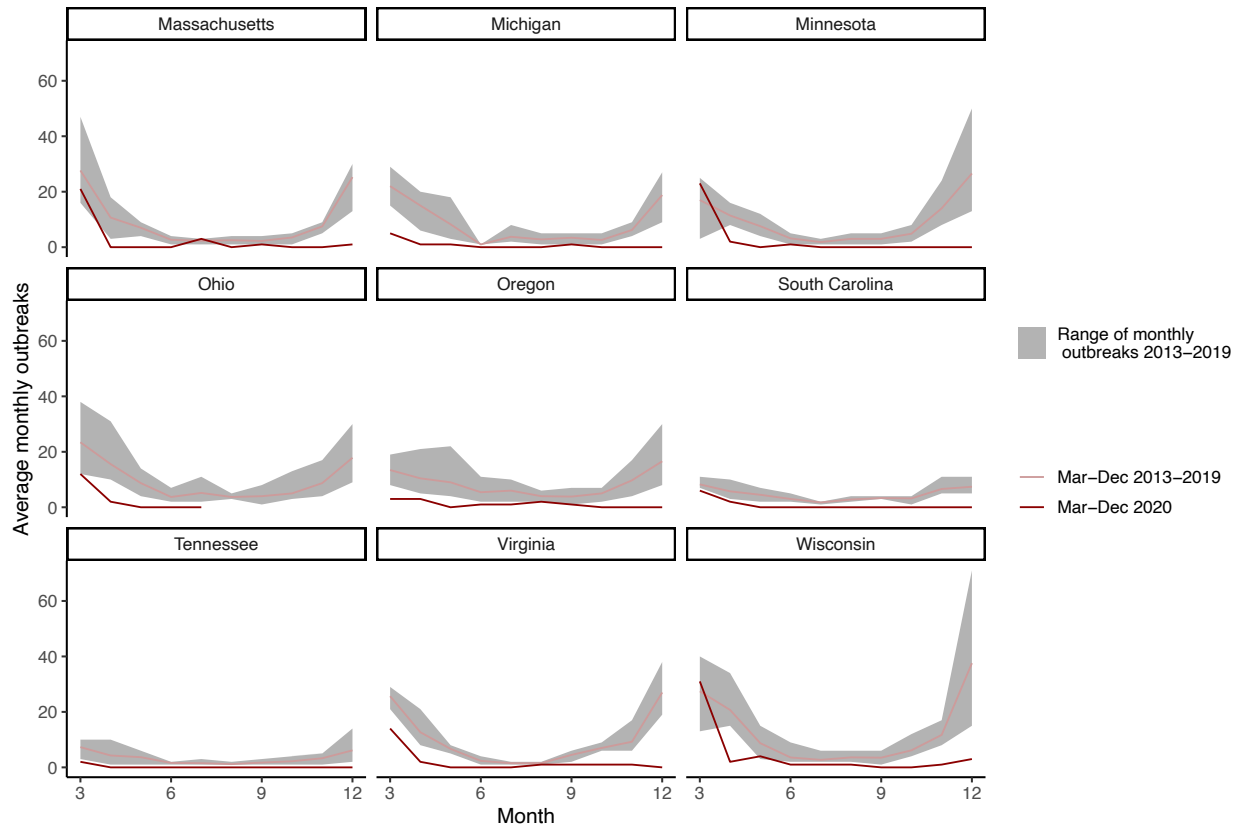 Massachusetts
Michigan
Minnesota
60
40
20
0
Ohio
Oregon
South Carolina
60
40
20
0
Tennessee
Virginia
Wisconsin
60
40
20
0
3
6
9
12
3
6
9
12
3
6
9
12
Month
Average monthly outbreaks
Range of monthly
outbreaks 2013–2019
Mar–Dec 2013–2019
Mar–Dec 2020